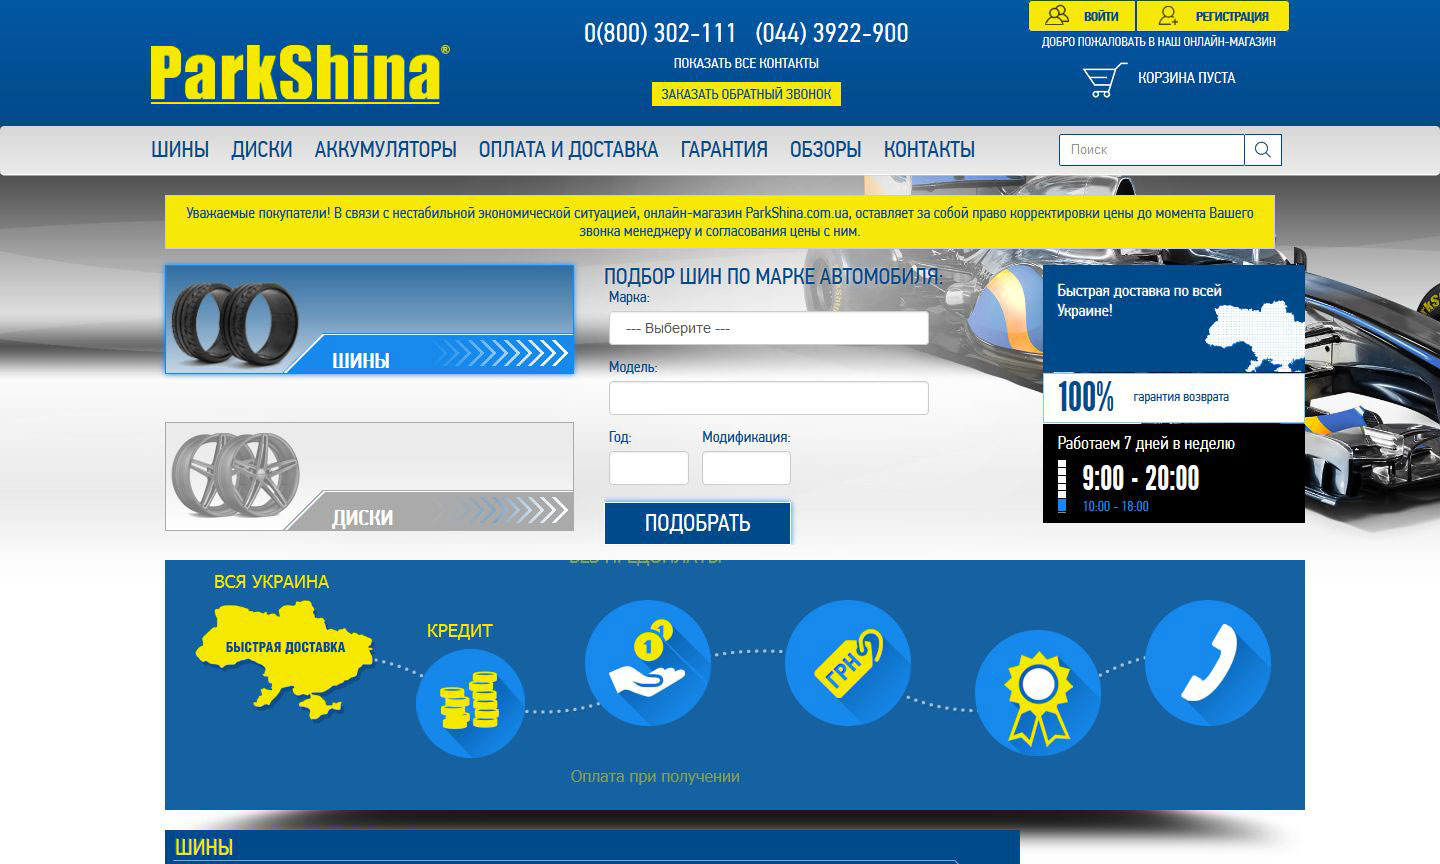 ParkShina®
0(800) 302-111 (044) 3922-900
ПОКАЗАТЬ ВСЕ КОНТАКТЫ
ЗАКАЗАТЬ ОБРАТНЫЙ ЗВОНОК
ВОЙТИ РЕГИСТРАЦИЯ
ДОБРО ПОЖАЛОВАТЬ В НАШ ОНЛАЙН-МАГАЗИН
КОРЗИНА ПУСТА
ШИНЫ ДИСКИ АККУМУЛЯТОРЫ ОПЛАТА И ДОСТАВКА ГАРАНТИЯ ОБЗОРЫ КОНТАКТЫ
Поиск
Уважаемые покупатели! В связи с нестабильной экономической ситуацией, онлайн-магазин ParkShina.com.ua, оставляет за собой право корректировки цены до момента Вашего
звонка менеджеру и согласования цены с ним.
ШИНЫ
ДИСКИ
ПОДБОР ШИН ПО МАРКЕ АВТОМОБИЛЯ:
Марка:
--- Выберите ---
Модель:
Год: Модификация:
ПОДОБРАТЬ
Быстрая доставка по всей
Украине!
100% гарантия возврата
Работаем 7 дней в неделю
9:00 - 20:00
10:00 - 18:00
ВСЯ УКРАИНА
БЫСТРАЯ ДОСТАВКА
КРЕДИТ
БЕЗ ПРЕДОПЛАТЫ
1
1
Оплата при получении
ГРН
ШИНЫ